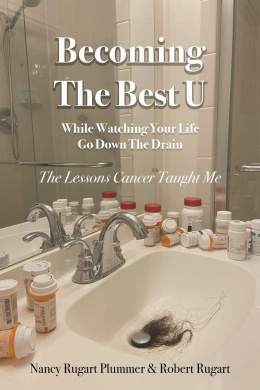 Becoming
The Best U
While Watching Your Life
Go Down The Drain
The Lessons Cancer Taught Me
Nancy Rugart Plummer & Robert Rugart